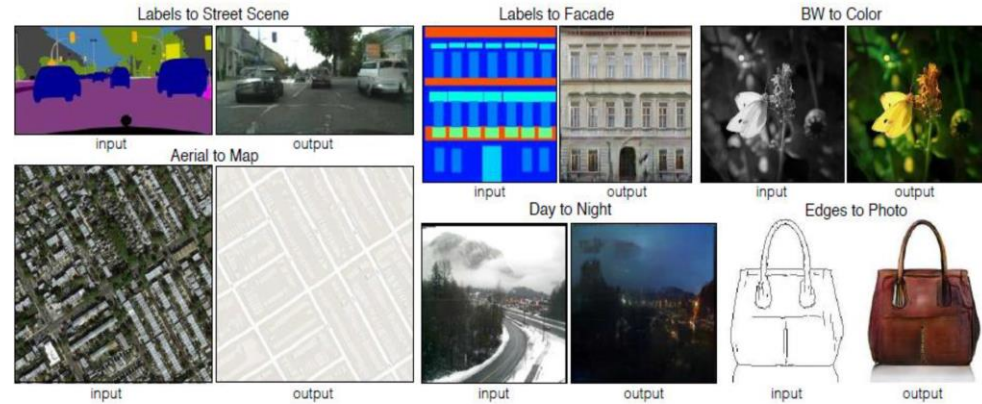 Labels to Street Scene
input
output
Aerial to Map
input
output
Labels to Facade
input
output
Day to Night
input
output
BW to Color
input
output
Edges to Photo
input
output